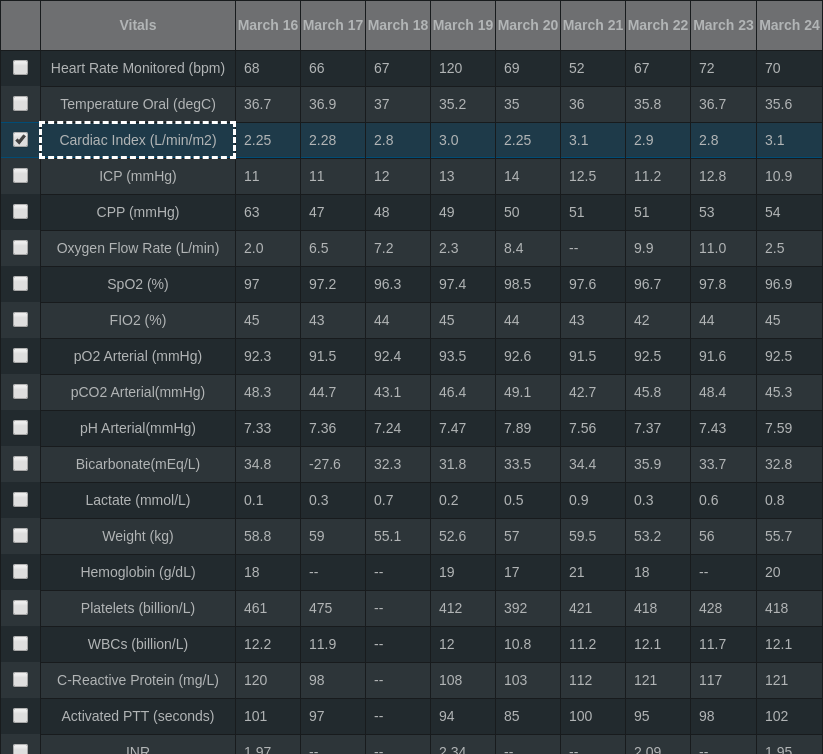 Vitals March 16 March 17 March 18 March 19 March 20 March 21 March 22 March 23 March 24
Heart Rate Monitored (bpm) 68 66 67 120 69 52 67 72 70
Temperature Oral (degC) 36.7 36.9 37 35.2 35 36 35.8 36.7 35.6
Cardiac Index (L/min/m2) 2.25 2.28 2.8 3.0 2.25 3.1 2.9 2.8 3.1
ICP (mmHg) 11 11 12 13 14 12.5 11.2 12.8 10.9
CPP (mmHg) 63 47 48 49 50 51 51 53 54
Oxygen Flow Rate (L/min) 2.0 6.5 7.2 2.3 8.4 -- 9.9 11.0 2.5
SpO2 (%) 97 97.2 96.3 97.4 98.5 97.6 96.7 97.8 96.9
FIO2 (%) 45 43 44 45 44 43 42 44 45
pO2 Arterial (mmHg) 92.3 91.5 92.4 93.5 92.6 91.5 92.5 91.6 92.5
pCO2 Arterial(mmHg) 48.3 44.7 43.1 46.4 49.1 42.7 45.8 48.4 45.3
pH Arterial(mmHg) 7.33 7.36 7.24 7.47 7.89 7.56 7.37 7.43 7.59
Bicarbonate(mEq/L) 34.8 -27.6 32.3 31.8 33.5 34.4 35.9 33.7 32.8
Lactate (mmol/L) 0.1 0.3 0.7 0.2 0.5 0.9 0.3 0.6 0.8
Weight (kg) 58.8 59 55.1 52.6 57 59.5 53.2 56 55.7
Hemoglobin (g/dL) 18 -- -- 19 17 21 18 -- 20
Platelets (billion/L) 461 475 -- 412 392 421 418 428 418
WBCs (billion/L) 12.2 11.9 -- 12 10.8 11.2 12.1 11.7 12.1
C-Reactive Protein (mg/L) 120 98 -- 108 103 112 121 117 121
Activated PTT (seconds) 101 97 -- 94 85 100 95 98 102
INR 1.97 -- -- 2.34 -- -- 2.09 -- 1.95